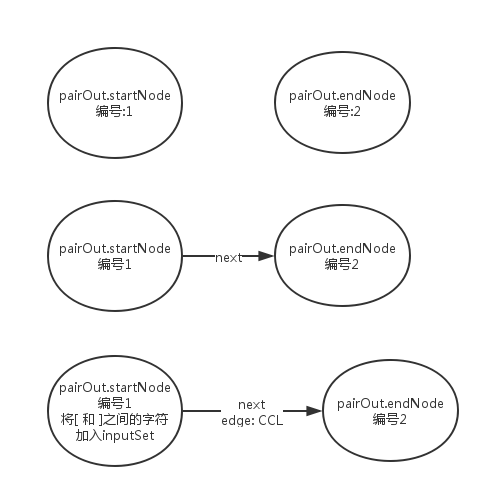 pairOut.startNode
编号:1
pairOut.endNode
编号:2
pairOut.startNode
编号1
next
pairOut.endNode
编号2
pairOut.startNode
编号1
将[ 和 ]之间的字符
加入inputSet
next
edge: CCL
pairOut.endNode
编号2